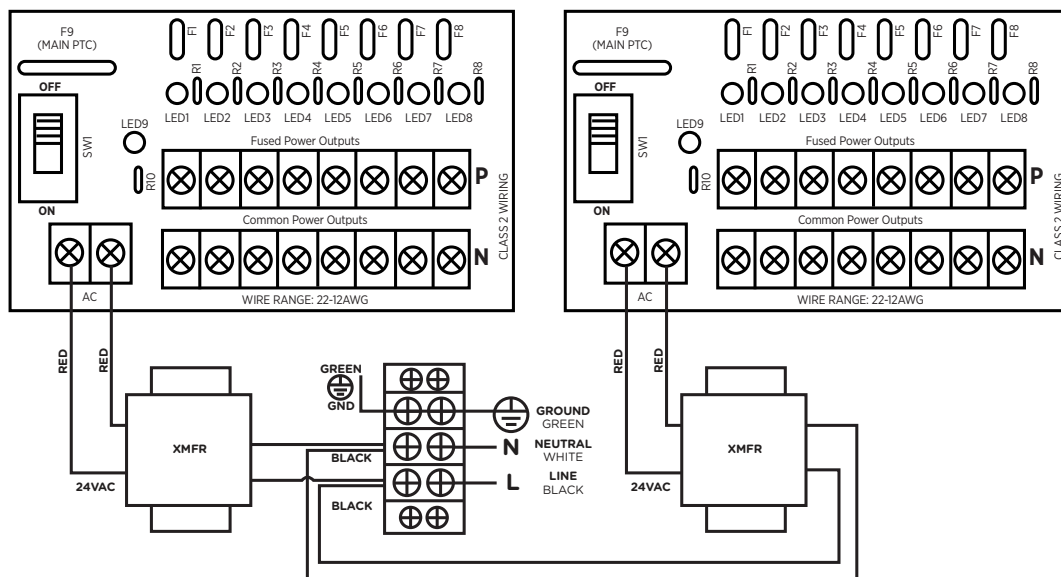 F9
(MAIN PTC)
F1
F2
F3
F4
F5
F6
F7
F8
R1
R2
R3
R4
R5
R6
R7
R8
OFF
SW1
ON
LED9
R10
LED1 LED2 LED3 LED4 LED5 LED6 LED7 LED8
Fused Power Outputs
P
Common Power Outputs
N
CLASS 2 WIRING
AC
WIRE RANGE: 22-12AWG
F9
(MAIN PTC)
F1
F2
F3
F4
F5
F6
F7
F8
R1
R2
R3
R4
R5
R6
R7
R8
OFF
SW1
ON
LED9
R10
LED1 LED2 LED3 LED4 LED5 LED6 LED7 LED8
Fused Power Outputs
P
Common Power Outputs
N
CLASS 2 WIRING
AC
WIRE RANGE: 22-12AWG
RED
RED
XMFR
24VAC
GREEN
GND
BLACK
BLACK
GROUND
GREEN
N NEUTRAL
WHITE
L LINE
BLACK
RED
RED
XMFR
24VAC